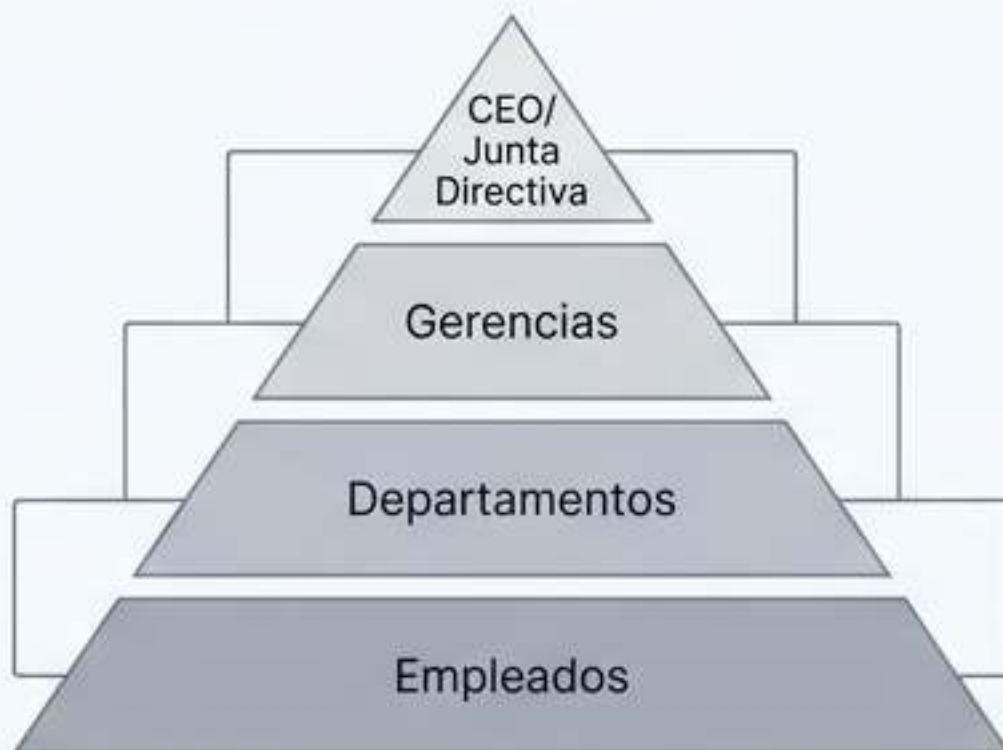 CEO/
Junta
Directiva
Gerencias
Departamentos
Empleados